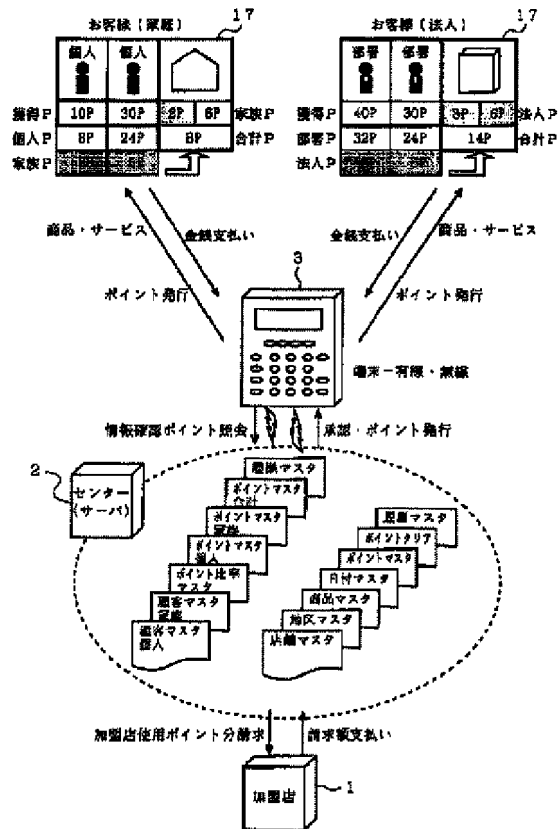 お客様（家庭）
17
個人 個人
獲得P 10P 30P 2P 6P 家族P
個人P 8P 24P 8P 合計P
家族P
お客様（法人）
17
部署 部署
獲得P 40P 30P 8P 6P 法人P
部署P 32P 24P 14P 合計P
法人P
商品・サービス
金銭支払い
ポイント発行
金銭支払い
商品・サービス
ポイント発行
3
端末－有線・無線
情報確認ポイント照会
承認・ポイント発行
2
センター
(サーバ)
履歴マスタ
ポイントマスタ
合計
ポイントマスタ
家族
ポイントマスタ
個人
ポイント比率
マスタ
顧客マスタ
家族
顧客マスタ
個人
履歴マスタ
ポイントクリア
ポイントマスタ
日付マスタ
商品マスタ
地区マスタ
店舗マスタ
加盟店使用ポイント分請求
請求額支払い
加盟店
1